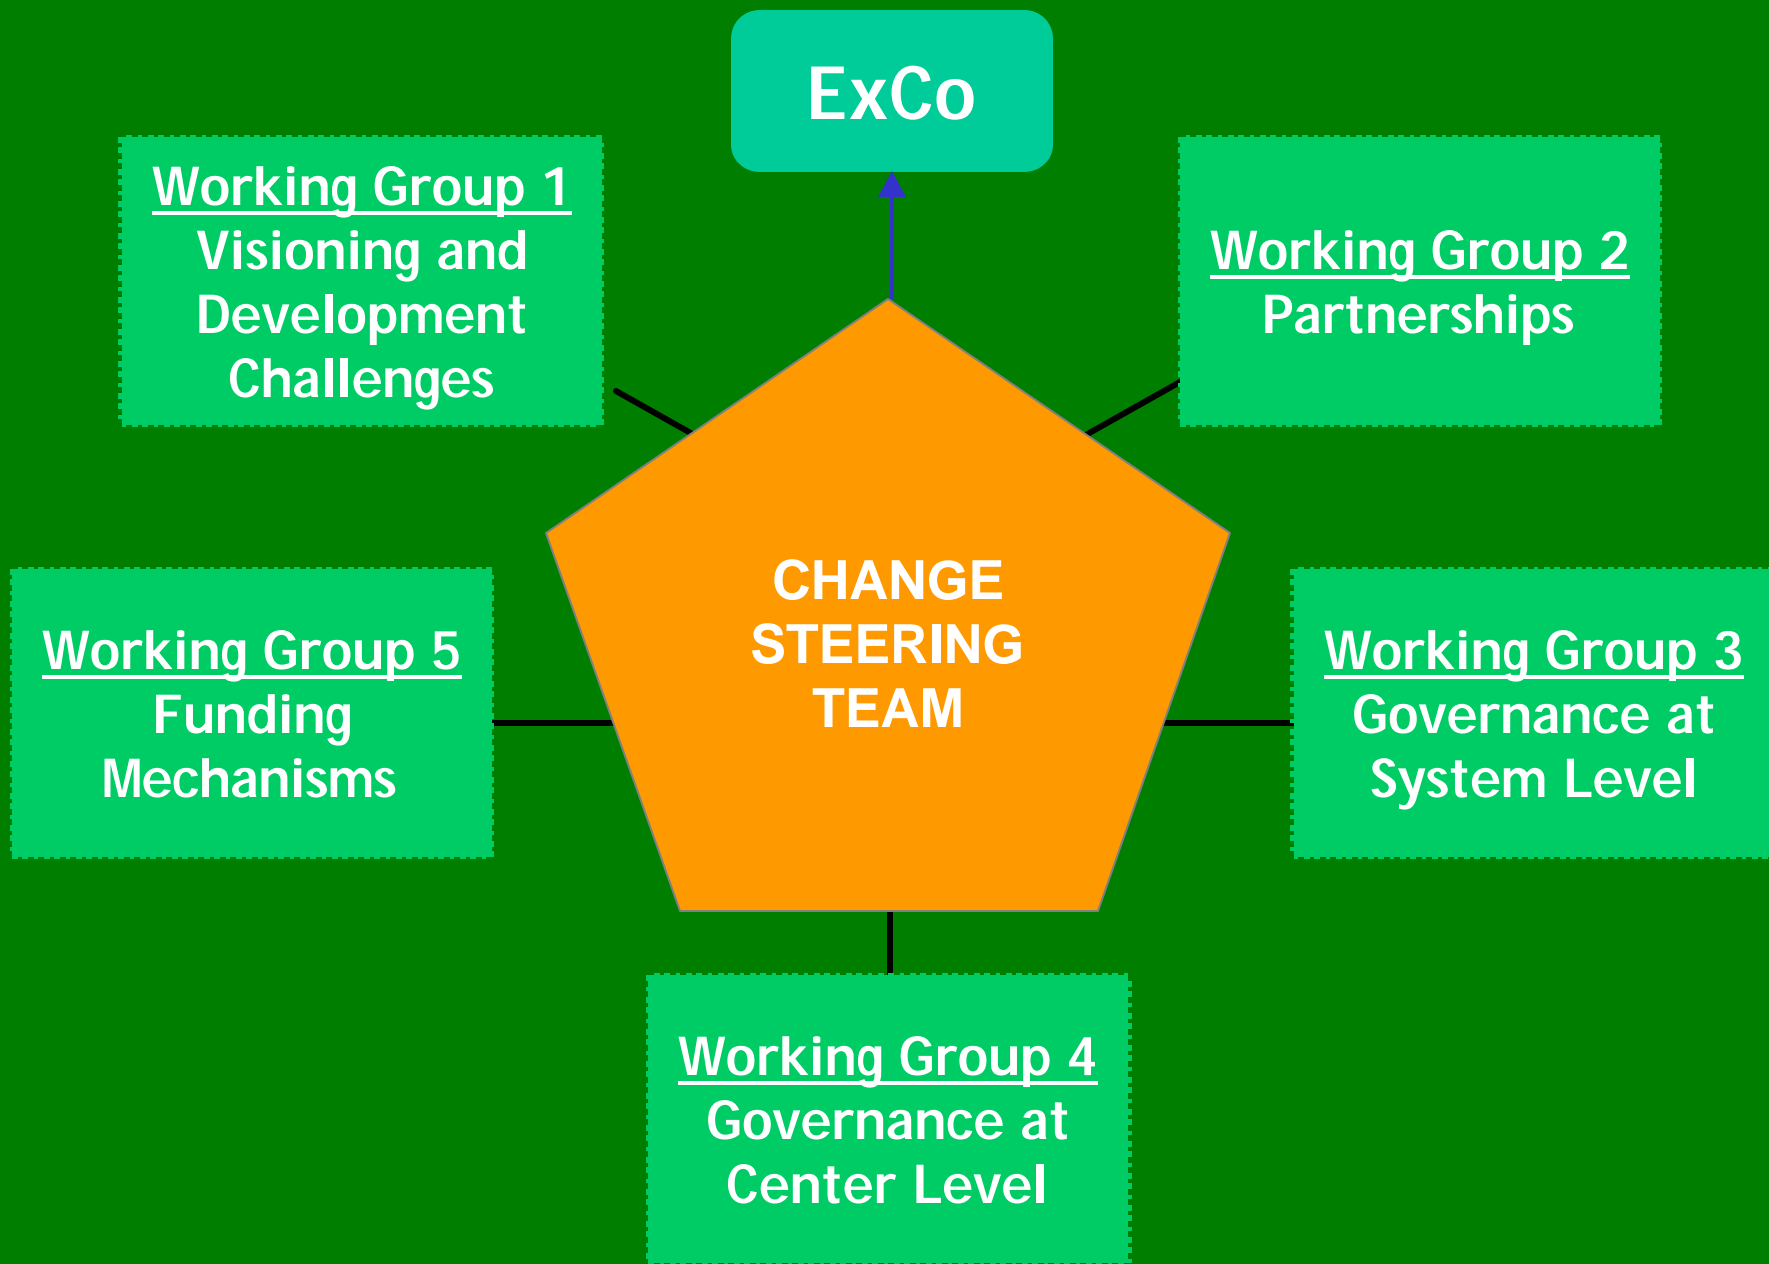 ExCo
Working Group 1
Visioning and
Development
Challenges
Working Group 2
Partnerships
CHANGE
STEERING
TEAM
Working Group 5
Funding
Mechanisms
Working Group 3
Governance at
System Level
Working Group 4
Governance at
Center Level